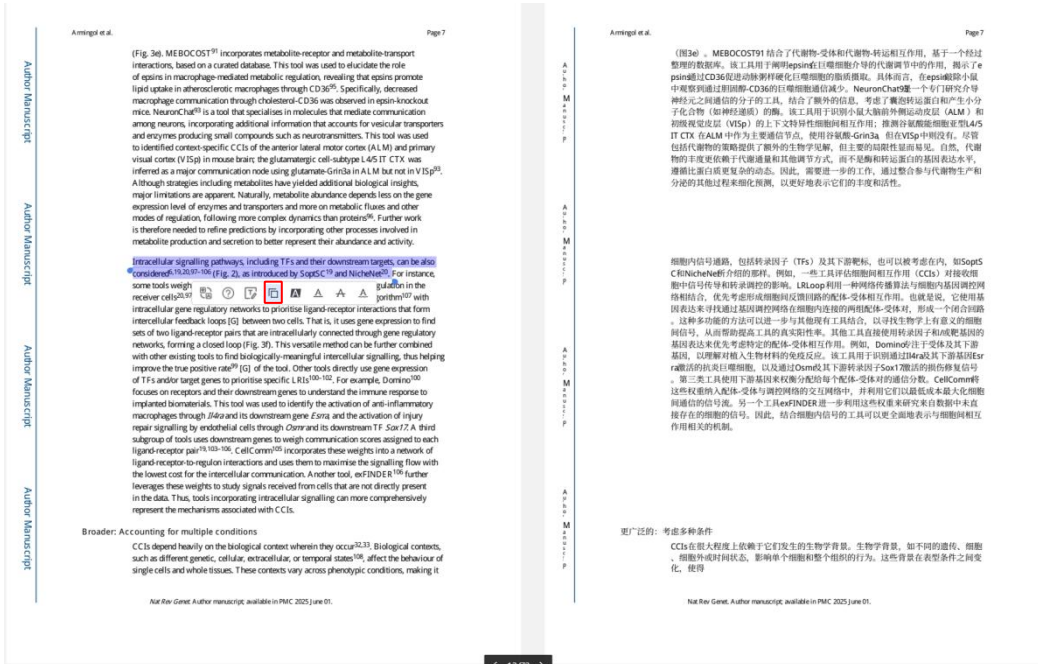 Armingol et al.
Page 7
(Fig. 3e). MEBOCOST91 incorporates metabolite-receptor and metabolite-transport
interactions, based on a curated database. This tool was used to elucidate the role
of epsins in macrophage-mediated metabolic regulation, revealing that epsins promote
lipid uptake in atherosclerotic macrophages through CD3695. Specifically, decreased
macrophage communication through cholesterol-CD36 was observed in epsin-knockout
mice. NeuronChat93 is a tool that specialises in molecules that mediate communication
among neurons, incorporating additional information that accounts for vesicular transporters
and enzymes producing small compounds such as neurotransmitters. This tool was used
to identified context-specific CCIs of the anterior lateral motor cortex (ALM) and primary
visual cortex (VISp) in mouse brain; the glutamatergic cell-subtype L4/5 IT CTX was
inferred as a major communication node using glutamate-Grin3a in ALM but not in VISp93.
Although strategies including metabolites have yielded additional biological insights,
major limitations are apparent. Naturally, metabolite abundance depends less on the gene
expression level of enzymes and transporters and more on metabolic fluxes and other
modes of regulation, following more complex dynamics than proteins96. Further work
is therefore needed to refine predictions by incorporating other processes involved in
metabolite production and secretion to better represent their abundance and activity.
Intracellular signalling pathways, including TFs and their downstream targets, can be also
considered6,19,20,97–106 (Fig. 2), as introduced by SoptSC19 and NicheNet20. For instance,
some tools weigh
gulation in the
receiver cells20,97
gorithm107 with
intracellular gene regulatory networks to prioritise ligand-receptor interactions that form
intercellular feedback loops [G] between two cells. That is, it uses gene expression to find
sets of two ligand-receptor pairs that are intracellularly connected through gene regulatory
networks, forming a closed loop (Fig. 3f). This versatile method can be further combined
with other existing tools to find biologically-meaningful intercellular signalling, thus helping
improve the true positive rate99 [G] of the tool. Other tools directly use gene expression
of TFs and/or target genes to prioritise specific LRIs100–102. For example, Domino100
focuses on receptors and their downstream genes to understand the immune response to
implanted biomaterials. This tool was used to identify the activation of anti-inflammatory
macrophages through Il4ra and its downstream gene Esrra, and the activation of injury
repair signalling by endothelial cells through Osmr and its downstream TF Sox17. A third
subgroup of tools uses downstream genes to weigh communication scores assigned to each
ligand-receptor pair19,103–106. CellComm105 incorporates these weights into a network of
ligand-receptor-to-regulon interactions and uses them to maximise the signalling flow with
the lowest cost for the intercellular communication. Another tool, exFINDER106 further
leverages these weights to study signals received from cells that are not directly present
in the data. Thus, tools incorporating intracellular signalling can more comprehensively
represent the mechanisms associated with CCIs.
Broader: Accounting for multiple conditions
CCIs depend heavily on the biological context wherein they occur32,33. Biological contexts,
such as different genetic, cellular, extracellular, or temporal states108, affect the behaviour of
single cells and whole tissues. These contexts vary across phenotypic conditions, making it
Nat Rev Genet. Author manuscript; available in PMC 2025 June 01.
Author Manuscript
Author Manuscript
Author Manuscript
Author Manuscript
Armingol et al.
Page 7
（图3e）。MEBOCOST91 结合了代谢物-受体和代谢物-转运相互作用，基于一个经过
整理的数据库。该工具用于阐明epsins在巨噬细胞介导的代谢调节中的作用，揭示了e
psin通过CD36促进动脉粥样硬化巨噬细胞的脂质摄取。具体而言，在epsin敲除小鼠
中观察到通过胆固醇-CD36的巨噬细胞通信减少。NeuronChat93是一个专门研究介导
神经元之间通信的分子的工具，结合了额外的信息，考虑了囊泡转运蛋白和产生小分
子化合物（如神经递质）的酶。该工具用于识别小鼠大脑前外侧运动皮层（ALM ）和
初级视觉皮层（VISp）的上下文特异性细胞间相互作用；推测谷氨酸能细胞亚型L4/5
IT CTX 在ALM 中作为主要通信节点，使用谷氨酸-Grin3a，但在VISp中则没有。尽管
包括代谢物的策略提供了额外的生物学见解，但主要的局限性显而易见。自然，代谢
物的丰度更依赖于代谢通量和其他调节方式，而不是酶和转运蛋白的基因表达水平，
遵循比蛋白质更复杂的动态。因此，需要进一步的工作，通过整合参与代谢物生产和
分泌的其他过程来细化预测，以更好地表示它们的丰度和活性。
细胞内信号通路，包括转录因子（TFs）及其下游靶标，也可以被考虑在内，如SoptS
C和NicheNet所介绍的那样。例如，一些工具评估细胞间相互作用（CCIs）对接收细
胞中信号传导和转录调控的影响。LRLoop 利用一种网络传播算法与细胞内基因调控网
络相结合，优先考虑形成细胞间反馈回路的配体-受体相互作用。也就是说，它使用基
因表达来寻找通过基因调控网络在细胞内连接的两组配体-受体对，形成一个闭合回路
。这种多功能的方法可以进一步与其他现有工具结合，以寻找生物学上有意义的细胞
间信号，从而帮助提高工具的真实阳性率。其他工具直接使用转录因子和/或靶基因的
基因表达来优先考虑特定的配体-受体相互作用。例如，Domino专注于受体及其下游
基因，以理解对植入生物材料的免疫反应。该工具用于识别通过Il4ra及其下游基因Esr
ra激活的抗炎巨噬细胞，以及通过Osmr及其下游转录因子Sox17激活的损伤修复信号
。第三类工具使用下游基因来权衡分配给每个配体-受体对的通信分数。CellComm将
这些权重纳入配体-受体与调控网络的交互网络中，并利用它们以最低成本最大化细胞
间通信的信号流。另一个工具exFINDER进一步利用这些权重来研究来自数据中未直
接存在的细胞的信号。因此，结合细胞内信号的工具可以更全面地表示与细胞间相互
作用相关的机制。
更广泛的：考虑多种条件
CCIs在很大程度上依赖于它们发生的生物学背景。生物学背景，如不同的遗传、细胞
、细胞外或时间状态，影响单个细胞和整个组织的行为。这些背景在表型条件之间变
化，使得
Nat Rev Genet. Author manuscript; available in PMC 2025 June 01.